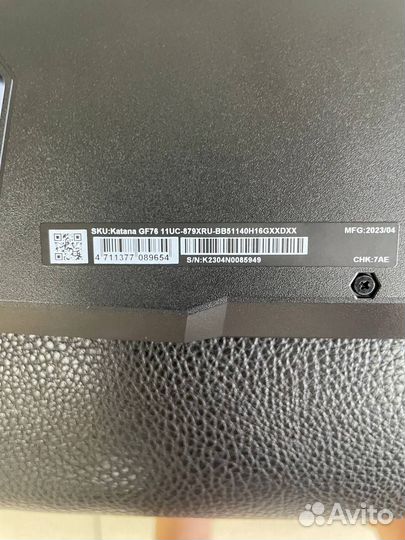 SKU:Katana GF76 11UC-879XRU-BB51140H16GXXDXX
MFG:2023/04
4 711377 089654
S/N:K2304N0085949
CHK:7AE
Avito